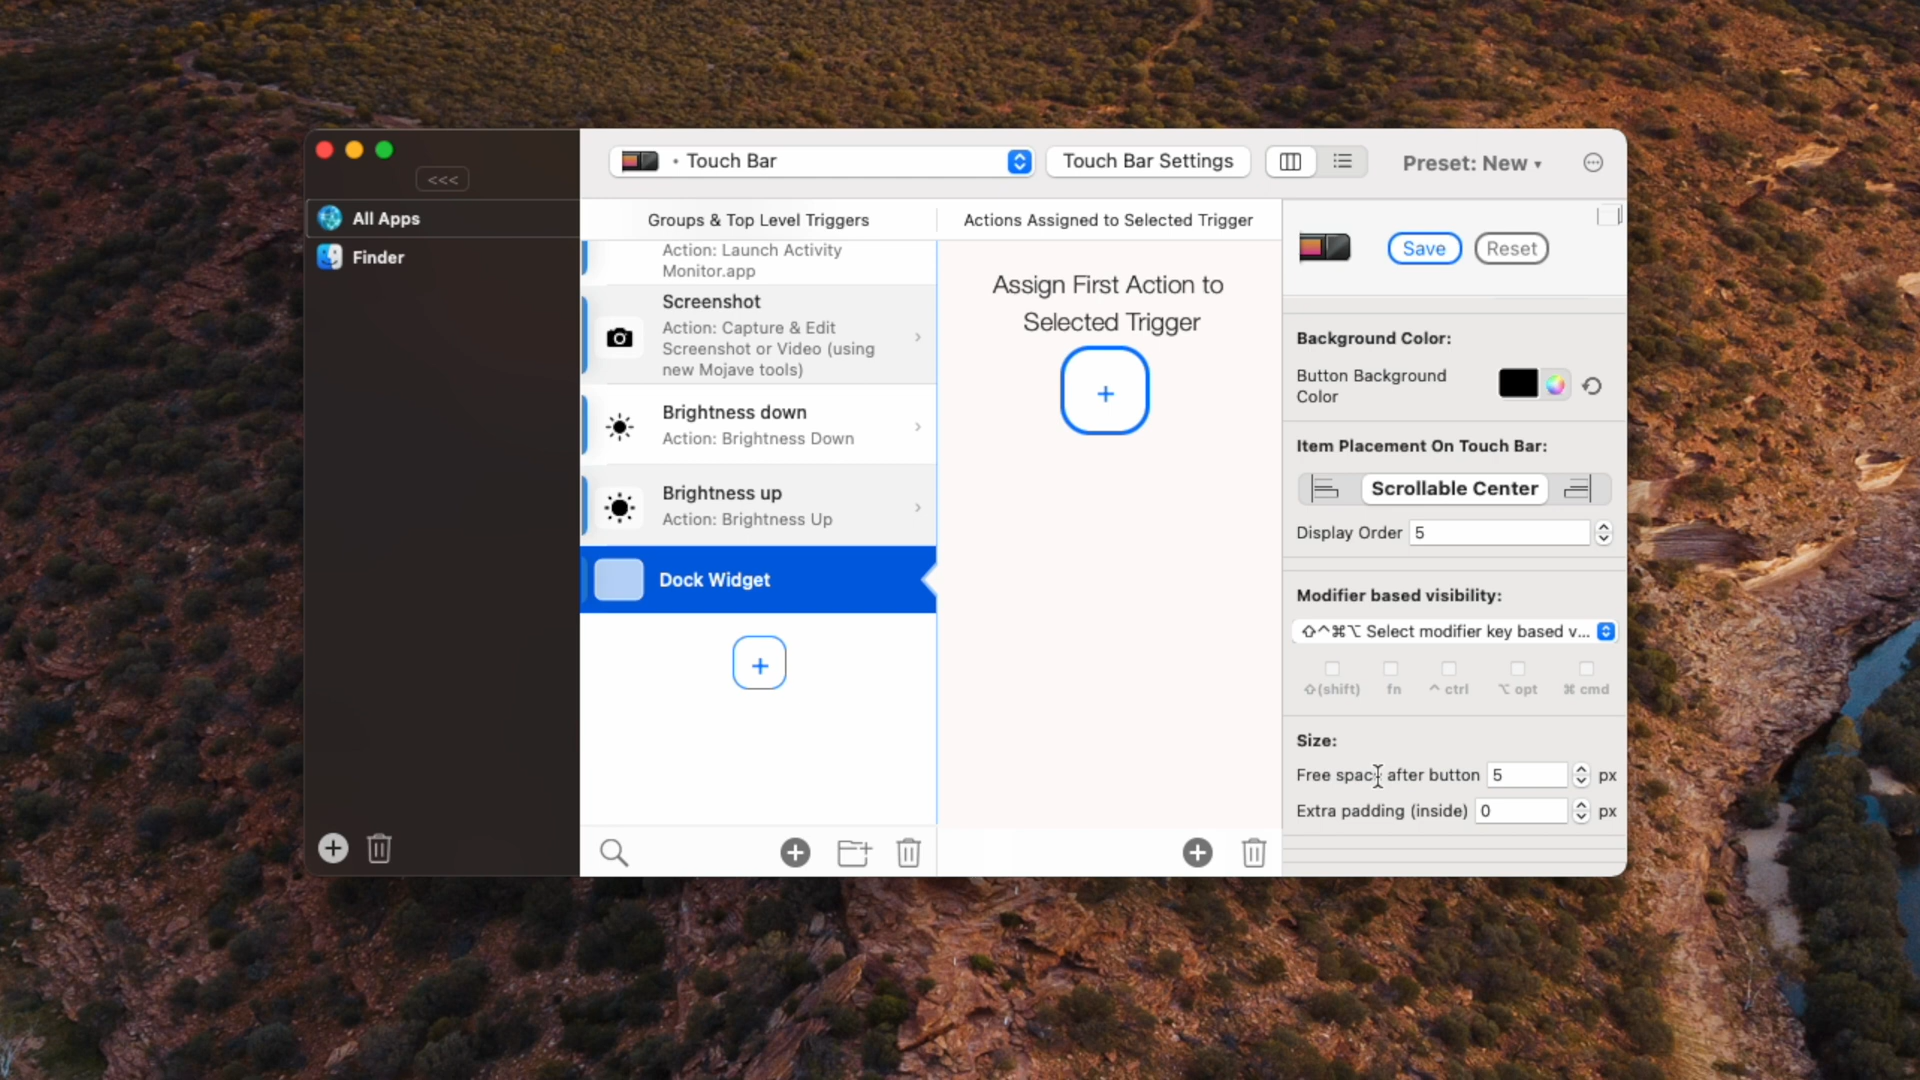 <<<
All Apps
Finder
• Touch Bar
Touch Bar Settings
Preset: New ▾
Groups & Top Level Triggers
Action: Launch Activity
Monitor.app
Screenshot
Action: Capture & Edit
Screenshot or Video (using
new Mojave tools)
Brightness down
Action: Brightness Down
Brightness up
Action: Brightness Up
Dock Widget
+
Actions Assigned to Selected Trigger
Assign First Action to
Selected Trigger
+
Save
Reset
Background Color:
Button Background
Color
Item Placement On Touch Bar:
Scrollable Center
Display Order 5
Modifier based visibility:
⇧^⌘⌥ Select modifier key based v...
⇧(shift) fn ^ ctrl ⌥ opt ⌘ cmd
Size:
Free space after button 5 px
Extra padding (inside) 0 px